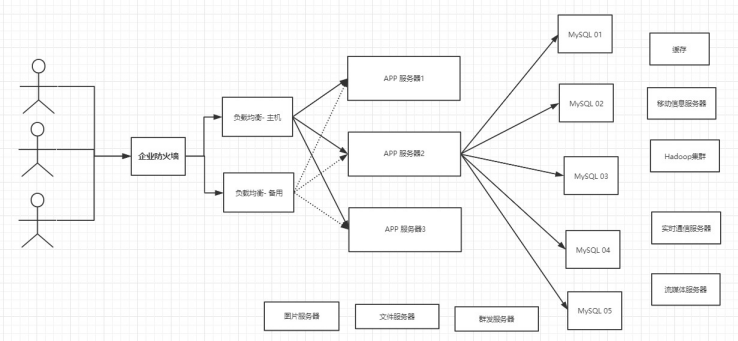 MySQL 01
缓存
APP 服务器1
MySQL 02
移动信息服务器
负载均衡- 主机
企业防火墙
APP 服务器2
Hadoop集群
MySQL 03
负载均衡- 备用
APP 服务器3
实时通信服务器
MySQL 04
流媒体服务器
MySQL 05
图片服务器
文件服务器
群发服务器